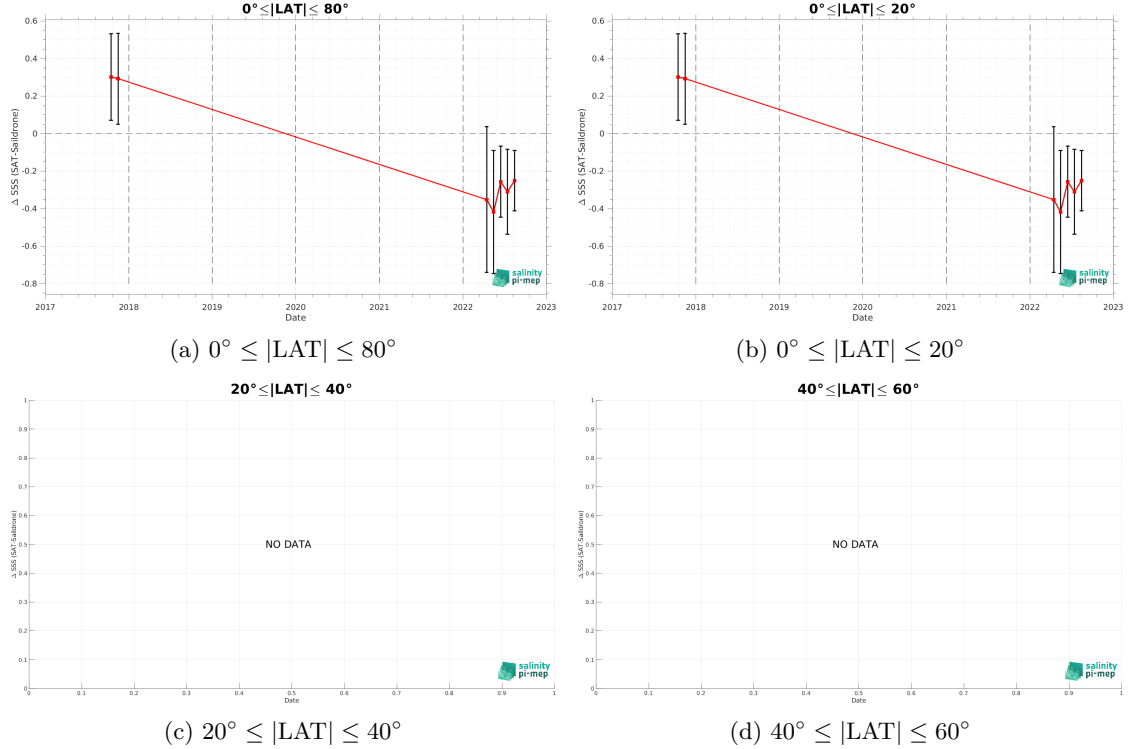 0°≤|LAT|≤ 80°
Δ SSS (SAT-Saildrone)
0.6
0.4
0.2
0
-0.2
-0.4
-0.6
-0.8
2017 2018 2019 2020 2021 2022 2023
Date
salinity
pi-mep
(a) 0° ≤ |LAT| ≤ 80°
0°≤|LAT|≤ 20°
Δ SSS (SAT-Saildrone)
0.6
0.4
0.2
0
-0.2
-0.4
-0.6
-0.8
2017 2018 2019 2020 2021 2022 2023
Date
salinity
pi-mep
(b) 0° ≤ |LAT| ≤ 20°
20°≤|LAT|≤ 40°
Δ SSS (SAT-Saildrone)
1
0.9
0.8
0.7
0.6
0.5
0.4
0.3
0.2
0.1
0
NO DATA
0 0.1 0.2 0.3 0.4 0.5 0.6 0.7 0.8 0.9 1
Date
salinity
pi-mep
(c) 20° ≤ |LAT| ≤ 40°
40°≤|LAT|≤ 60°
Δ SSS (SAT-Saildrone)
1
0.9
0.8
0.7
0.6
0.5
0.4
0.3
0.2
0.1
0
NO DATA
0 0.1 0.2 0.3 0.4 0.5 0.6 0.7 0.8 0.9 1
Date
salinity
pi-mep
(d) 40° ≤ |LAT| ≤ 60°